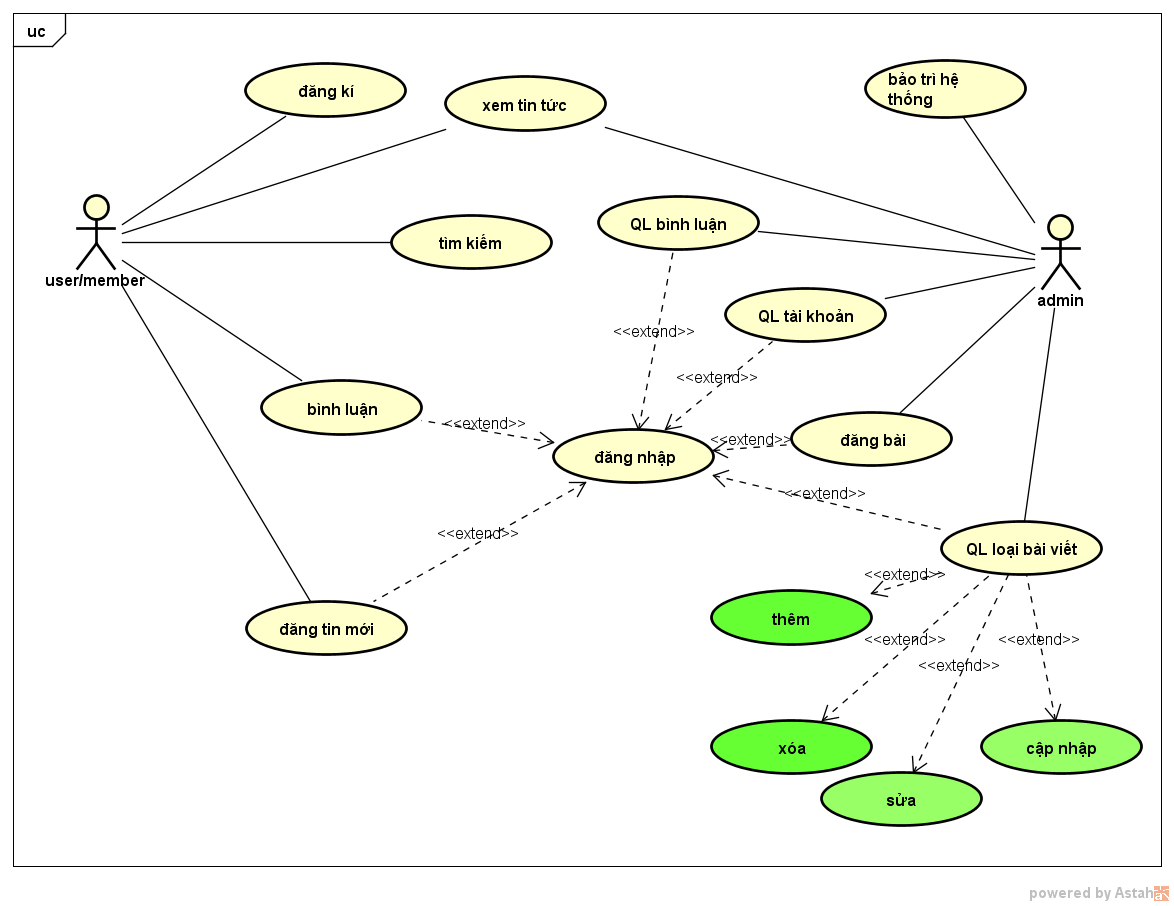 uc
đăng kí
xem tin tức
bảo trì hệ
thống
QL bình luận
tìm kiếm
user/member
admin
QL tài khoản
<<extend>>
<<extend>>
bình luận
<<extend>>
<<extend>>
đăng bài
đăng nhập
<<extend>>
<<extend>>
QL loại bài viết
<<extend>>
thêm
đăng tin mới
<<extend>>
<<extend>>
<<extend>>
xóa
cập nhập
sửa
powered by Astah